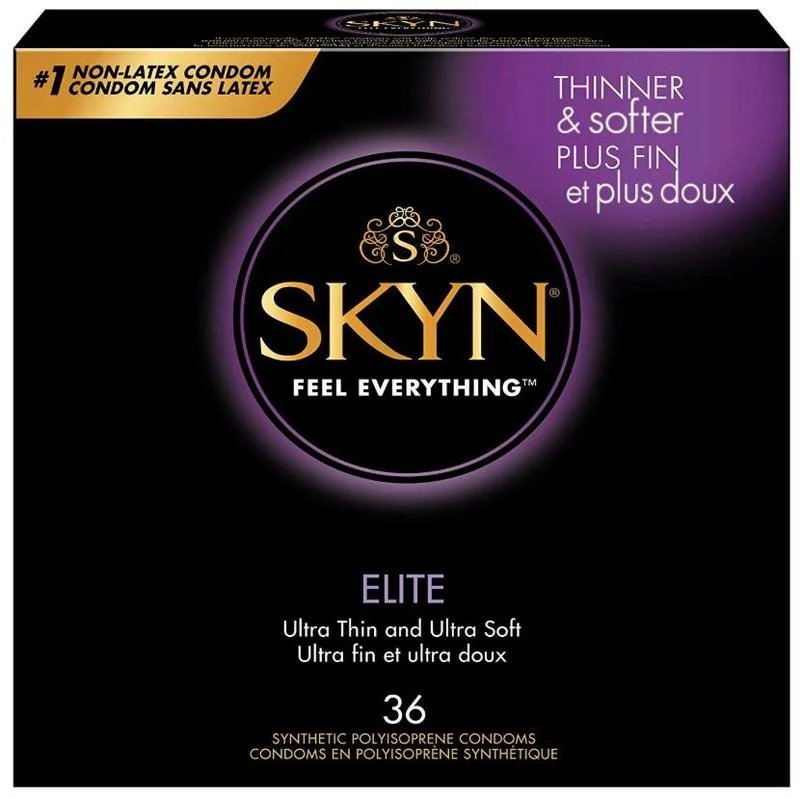 SKYN
#1 NON-LATEX CONDOM
CONDOM SANS LATEX
THINNER
& softer
PLUS FIN
et plus doux
S®
SKYN®
FEEL EVERYTHING™
ELITE
Ultra Thin and Ultra Soft
Ultra fin et ultra doux
36
SYNTHETIC POLYISOPRENE CONDOMS
CONDOMS EN POLYISOPRÈNE SYNTHÉTIQUE